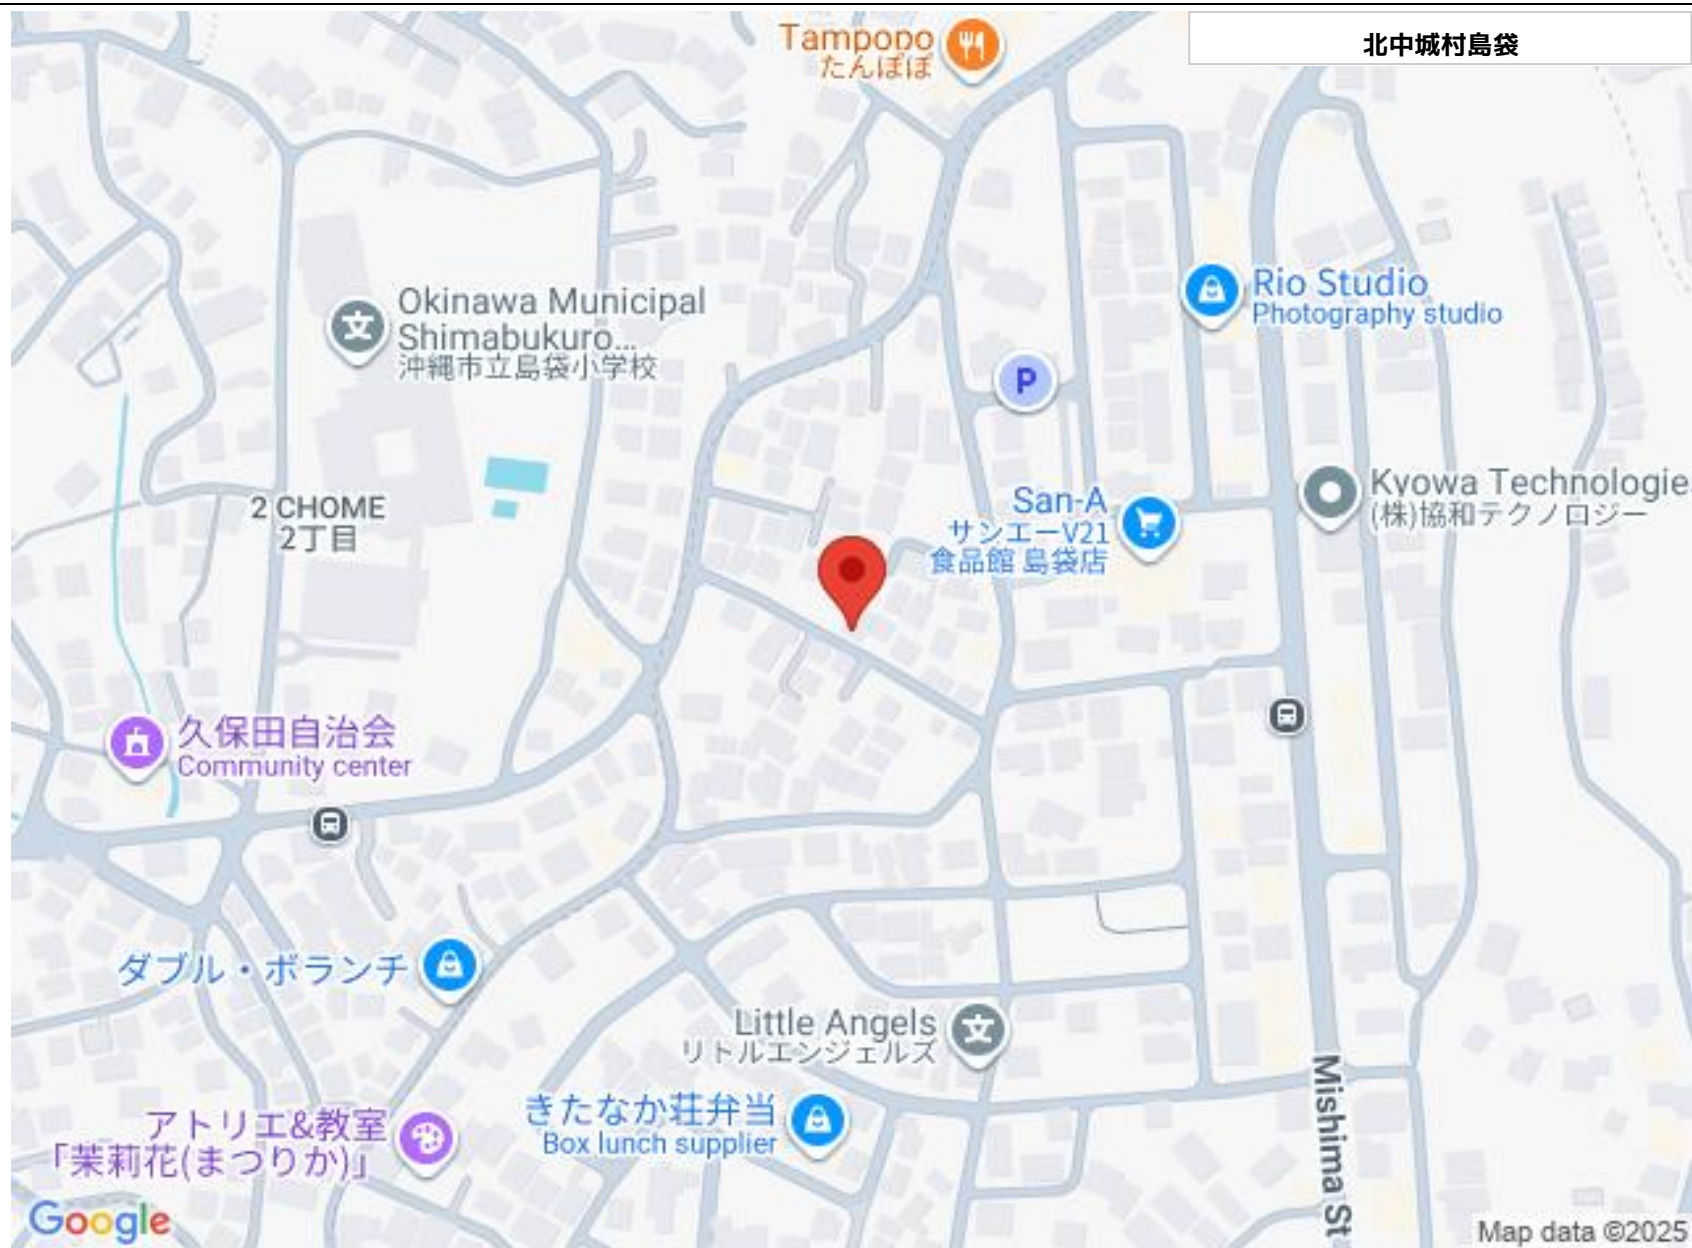 Tampopo
たんぽぽ
北中城村島袋
Okinawa Municipal
Shimabukuro...
沖縄市立島袋小学校
Rio Studio
Photography studio
P
2 CHOME
2丁目
San-A
サンエーV21
食品館 島袋店
Kyowa Technologie
(株)協和テクノロジー
久保田自治会
Community center
ダブル・ボランチ
Little Angels
リトルエンジェルズ
きたなか荘弁当
Box lunch supplier
アトリエ&教室
「茉莉花(まつりか)」
Mishima St
Google
Map data ©2025